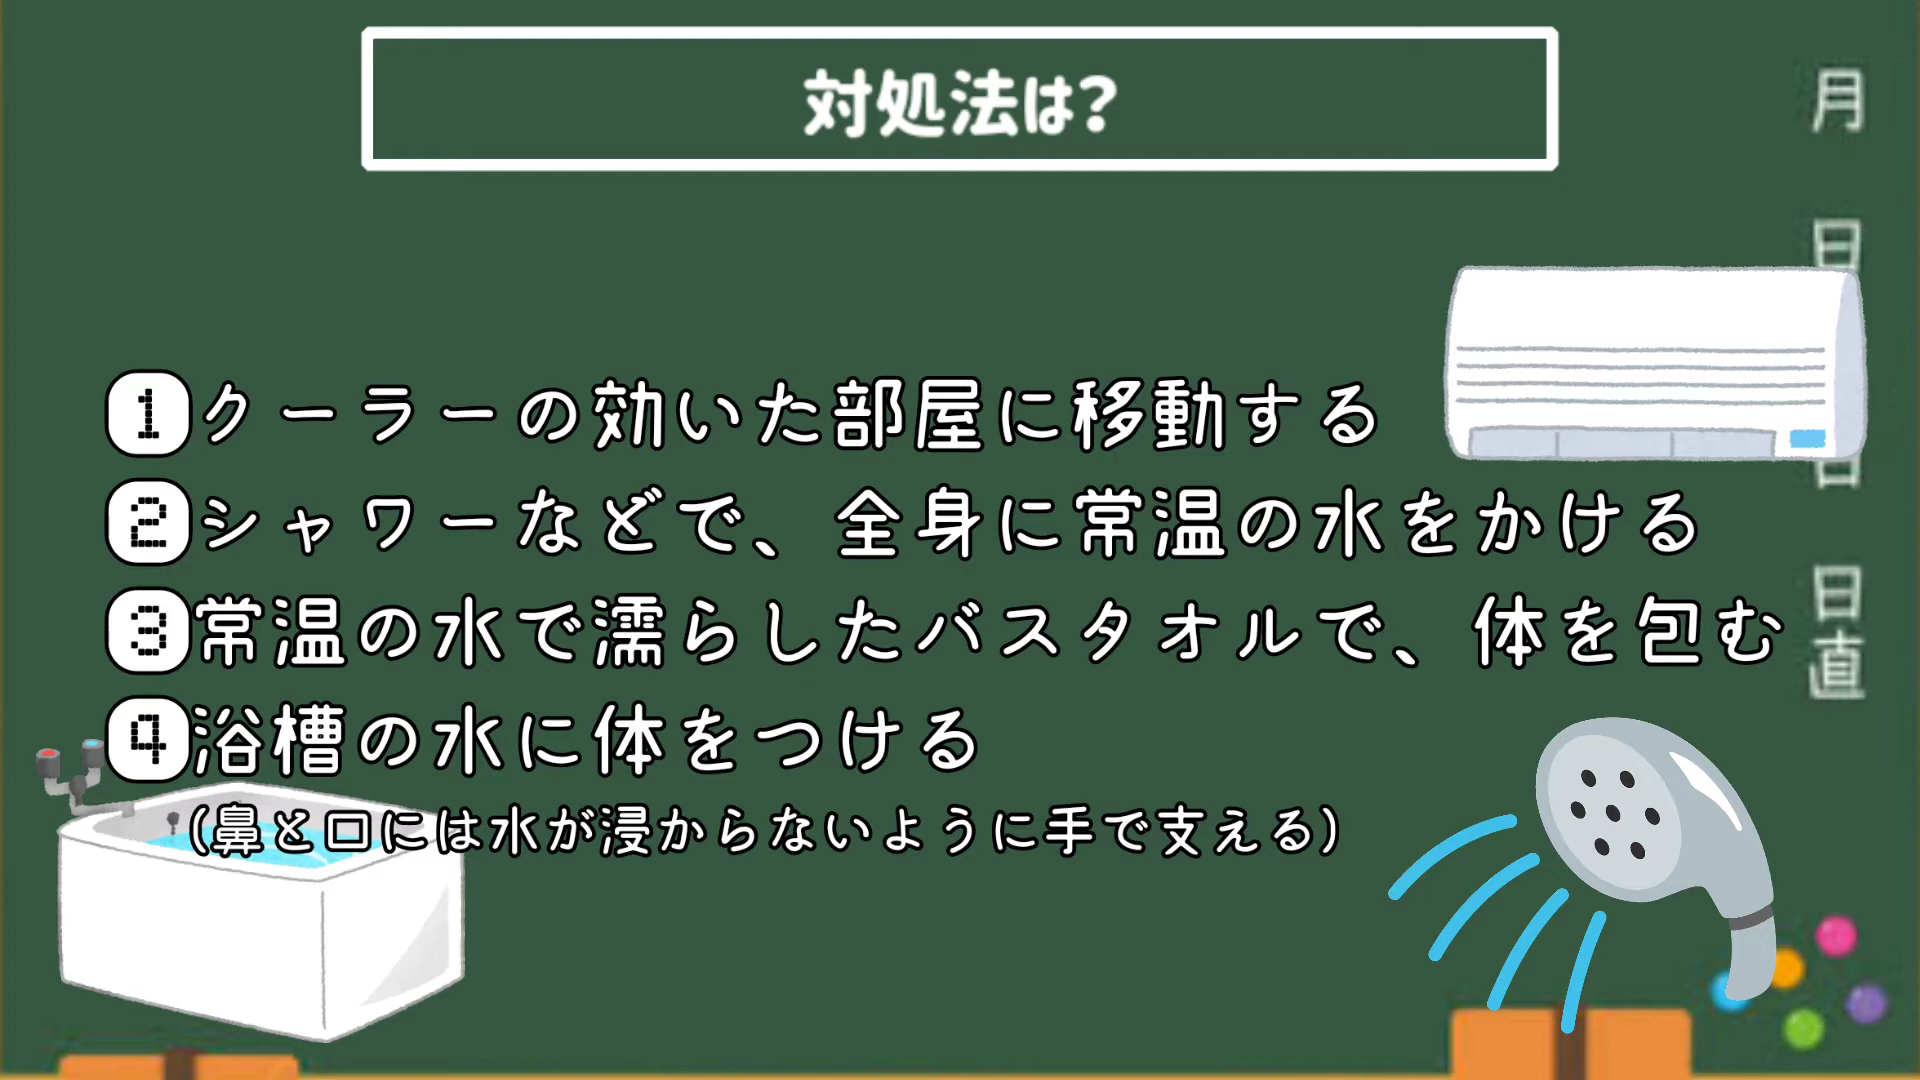 対処法は？
1クーラーの効いた部屋に移動する
2シャワーなどで、全身に常温の水をかける
3常温の水で濡らしたバスタオルで、体を包む
4浴槽の水に体をつける
(鼻と口には水が浸からないように手で支える)
月
日
日
日直